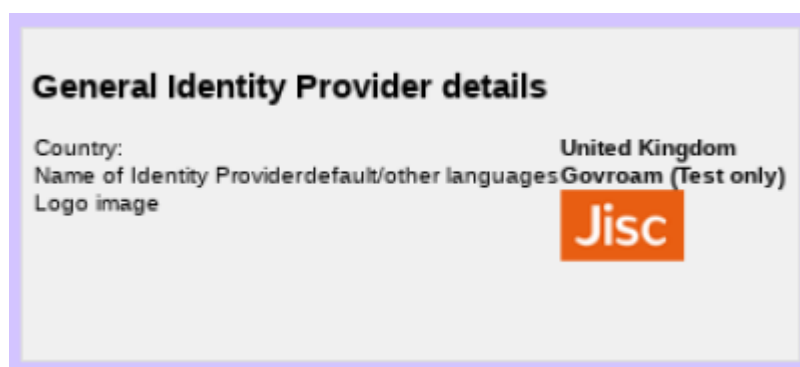 General Identity Provider details
Country: United Kingdom
Name of Identity Providerdefault/other languages Govroam (Test only)
Logo image
Jisc